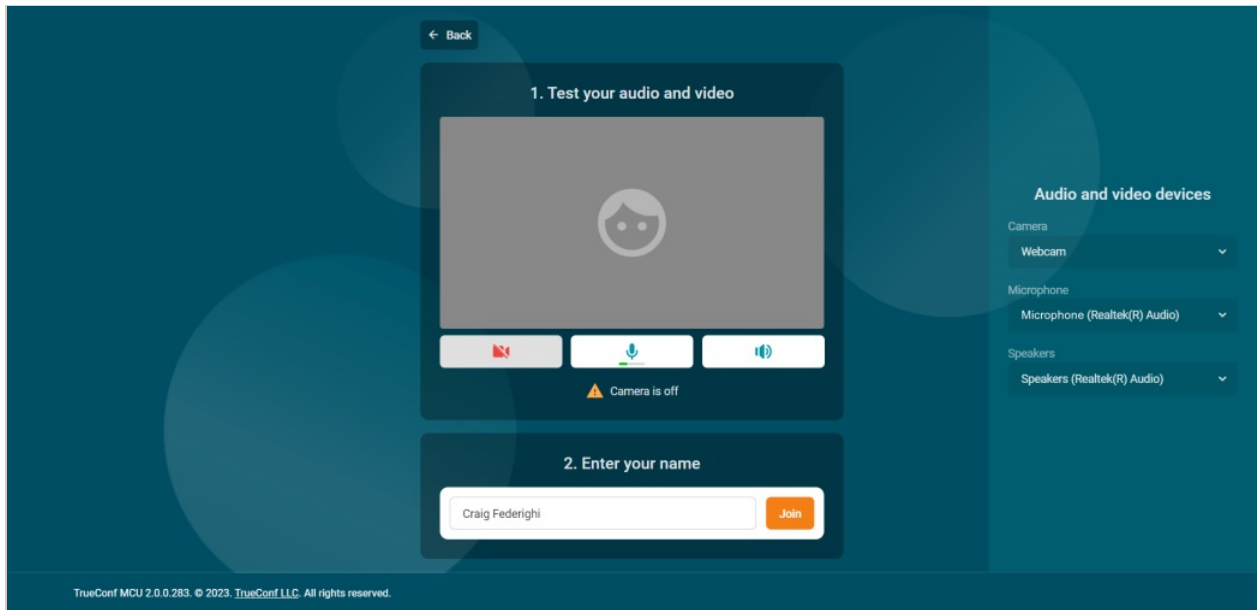 Back
1. Test your audio and video
Camera is off
2. Enter your name
Craig Federighi
Join
Audio and video devices
Camera
Webcam
Microphone
Microphone (Realtek(R) Audio)
Speakers
Speakers (Realtek(R) Audio)
TrueConf MCU 2.0.0.283. © 2023. TrueConf LLC. All rights reserved.